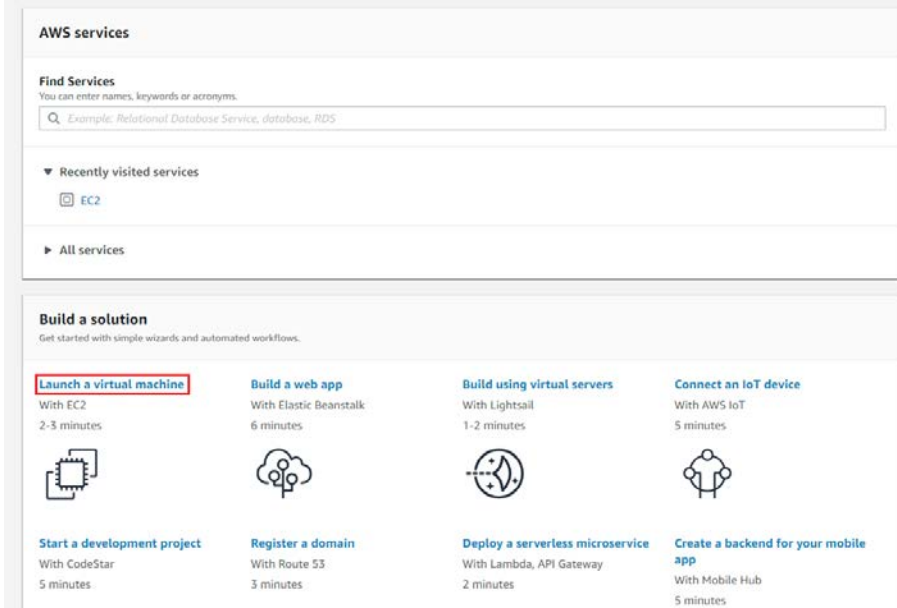 AWS services
Find Services
You can enter names, keywords or acronyms.
Example: Relational Database Service, database, RDS
Recently visited services
EC2
All services
Build a solution
Get started with simple wizards and automated workflows.
Launch a virtual machine
With EC2
2-3 minutes
Build a web app
With Elastic Beanstalk
6 minutes
Build using virtual servers
With Lightsail
1-2 minutes
Connect an IoT device
With AWS IoT
5 minutes
Start a development project
With CodeStar
5 minutes
Register a domain
With Route 53
3 minutes
Deploy a serverless microservice
With Lambda, API Gateway
2 minutes
Create a backend for your mobile
app
With Mobile Hub
5 minutes